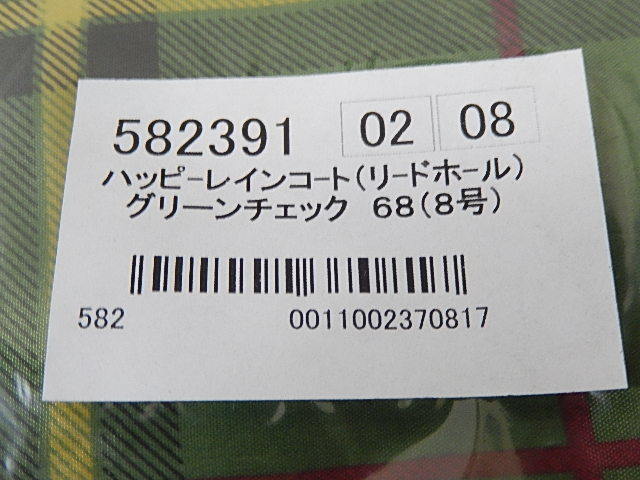 582391 02 08
ハッピーレインコート(リードホール)
グリーンチェック 68(8号)
582 0011002370817